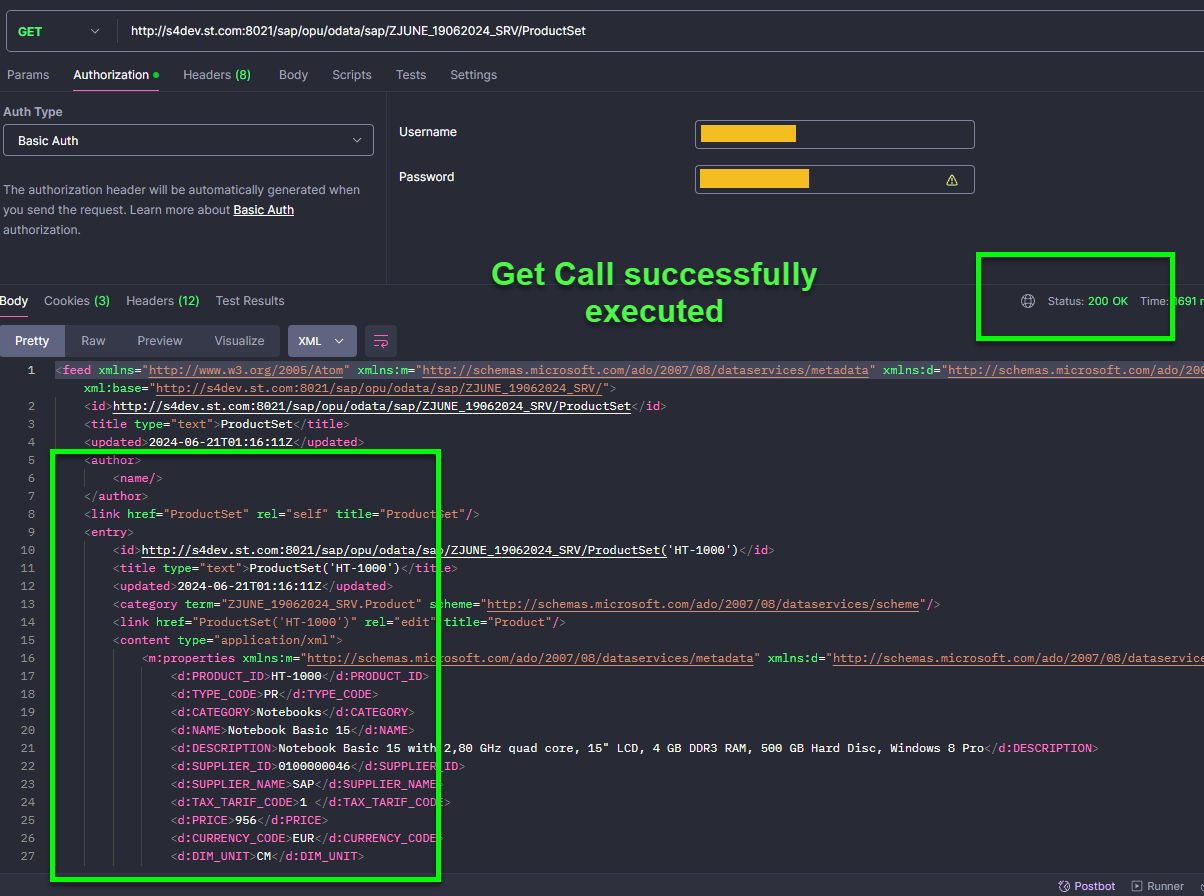 GET http://s4dev.st.com:8021/sap/opu/odata/sap/ZJUNE_19062024_SRV/ProductSet
Params Authorization Headers (8) Body Scripts Tests Settings
Auth Type
Basic Auth
The authorization header will be automatically generated when
you send the request. Learn more about Basic Auth
authorization.
Username
Password
Get Call successfully
executed
Body Cookies (3) Headers (12) Test Results
Status: 200 OK Time: 1691
Pretty Raw Preview Visualize XML
1 <feed xmlns="http://www.w3.org/2005/Atom" xmlns:m="http://schemas.microsoft.com/ado/2007/08/dataservices/metadata" xmlns:d="http://schemas.microsoft.com/ado/200
xml:base="http://s4dev.st.com:8021/sap/opu/odata/sap/ZJUNE_19062024_SRV/">
2 <id>http://s4dev.st.com:8021/sap/opu/odata/sap/ZJUNE_19062024_SRV/ProductSet</id>
3 <title type="text">ProductSet</title>
4 <updated>2024-06-21T01:16:11Z</updated>
5 <author>
6 <name/>
7 </author>
8 <link href="ProductSet" rel="self" title="ProductSet"/>
9 <entry>
10 <id>http://s4dev.st.com:8021/sap/opu/odata/sap/ZJUNE_19062024_SRV/ProductSet('HT-1000')</id>
11 <title type="text">ProductSet('HT-1000')</title>
12 <updated>2024-06-21T01:16:11Z</updated>
13 <category term="ZJUNE_19062024_SRV.Product" scheme="http://schemas.microsoft.com/ado/2007/08/dataservices/scheme"/>
14 <link href="ProductSet('HT-1000')" rel="edit" title="Product"/>
15 <content type="application/xml">
16 <m:properties xmlns:m="http://schemas.microsoft.com/ado/2007/08/dataservices/metadata" xmlns:d="http://schemas.microsoft.com/ado/2007/08/dataservice
17 <d:PRODUCT_ID>HT-1000</d:PRODUCT_ID>
18 <d:TYPE_CODE>PR</d:TYPE_CODE>
19 <d:CATEGORY>Notebooks</d:CATEGORY>
20 <d:NAME>Notebook Basic 15</d:NAME>
21 <d:DESCRIPTION>Notebook Basic 15 with 2,80 GHz quad core, 15" LCD, 4 GB DDR3 RAM, 500 GB Hard Disc, Windows 8 Pro</d:DESCRIPTION>
22 <d:SUPPLIER_ID>0100000046</d:SUPPLIER_ID>
23 <d:SUPPLIER_NAME>SAP</d:SUPPLIER_NAME>
24 <d:TAX_TARIF_CODE>1 </d:TAX_TARIF_CODE>
25 <d:PRICE>956</d:PRICE>
26 <d:CURRENCY_CODE>EUR</d:CURRENCY_CODE>
27 <d:DIM_UNIT>CM</d:DIM_UNIT>
Postbot Runner